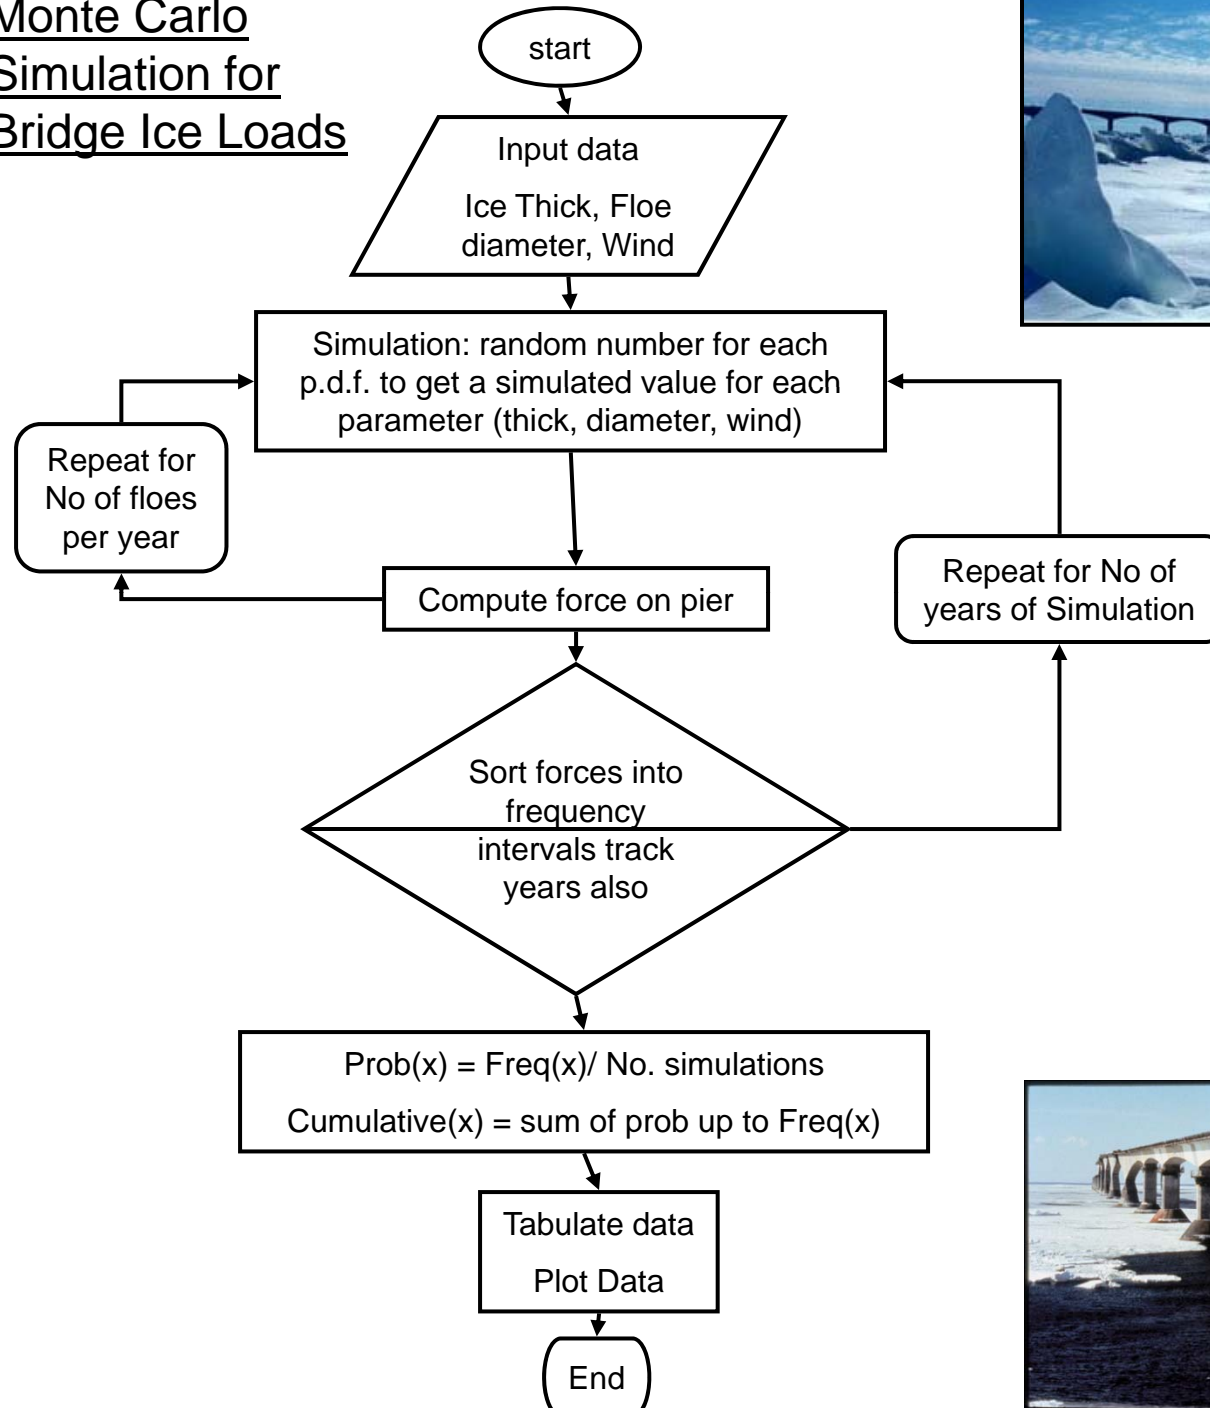 Monte Carlo
Simulation for
Bridge Ice Loads
start
Input data
Ice Thick, Floe
diameter, Wind
Simulation: random number for each
p.d.f. to get a simulated value for each
parameter (thick, diameter, wind)
Repeat for
No of floes
per year
Compute force on pier
Repeat for No of
years of Simulation
Sort forces into
frequency
intervals track
years also
Prob(x) = Freq(x)/ No. simulations
Cumulative(x) = sum of prob up to Freq(x)
Tabulate data
Plot Data
End